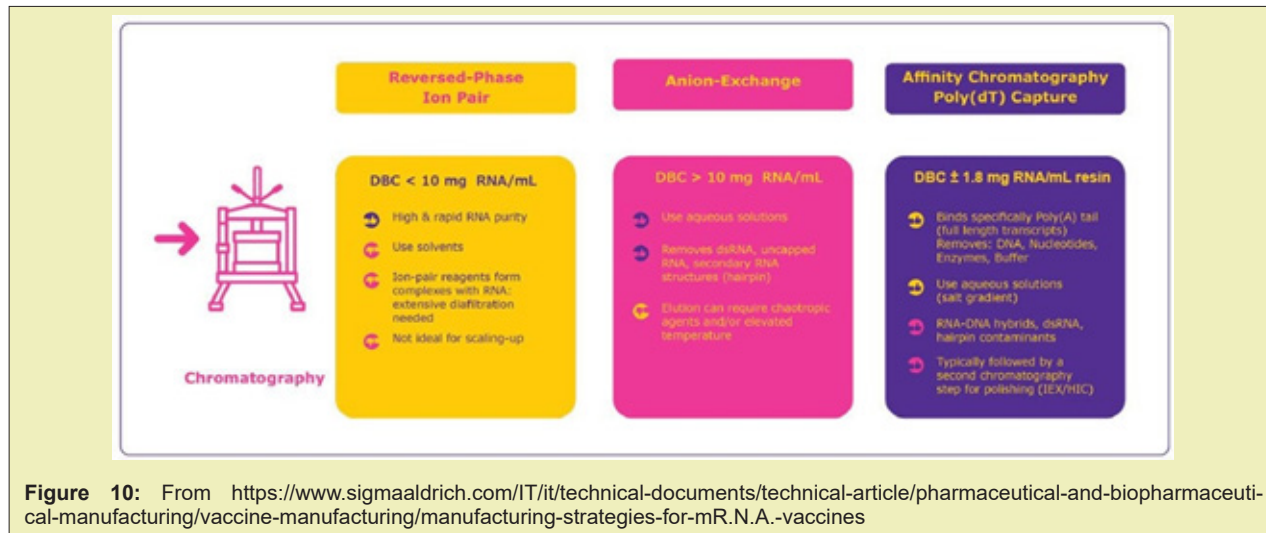 Reversed-Phase
Ion Pair
Anion-Exchange
Affinity Chromatography
Poly(dT) Capture
Chromatography
DBC < 10 mg RNA/mL
High & rapid RNA purity
Use solvents
Ion-pair reagents form
complexes with RNA:
extensive diafiltration
needed
Not ideal for scaling-up
DBC > 10 mg RNA/mL
Use aqueous solutions
Removes dsRNA, uncapped
RNA, secondary RNA
structures (hairpin)
Elution can require chaotropic
agents and/or elevated
temperature
DBC ± 1.8 mg RNA/mL resin
Binds specifically Poly(A) tail
(full length transcripts)
Removes: DNA, Nucleotides,
Enzymes, Buffer
Use aqueous solutions
(salt gradient)
RNA-DNA hybrids, dsRNA,
hairpin contaminants
Typically followed by a
second chromatography
step for polishing (IEX/HIC)
Figure 10: From https://www.sigmaaldrich.com/IT/it/technical-documents/technical-article/pharmaceutical-and-biopharmaceuti-
cal-manufacturing/vaccine-manufacturing/manufacturing-strategies-for-mR.N.A.-vaccines